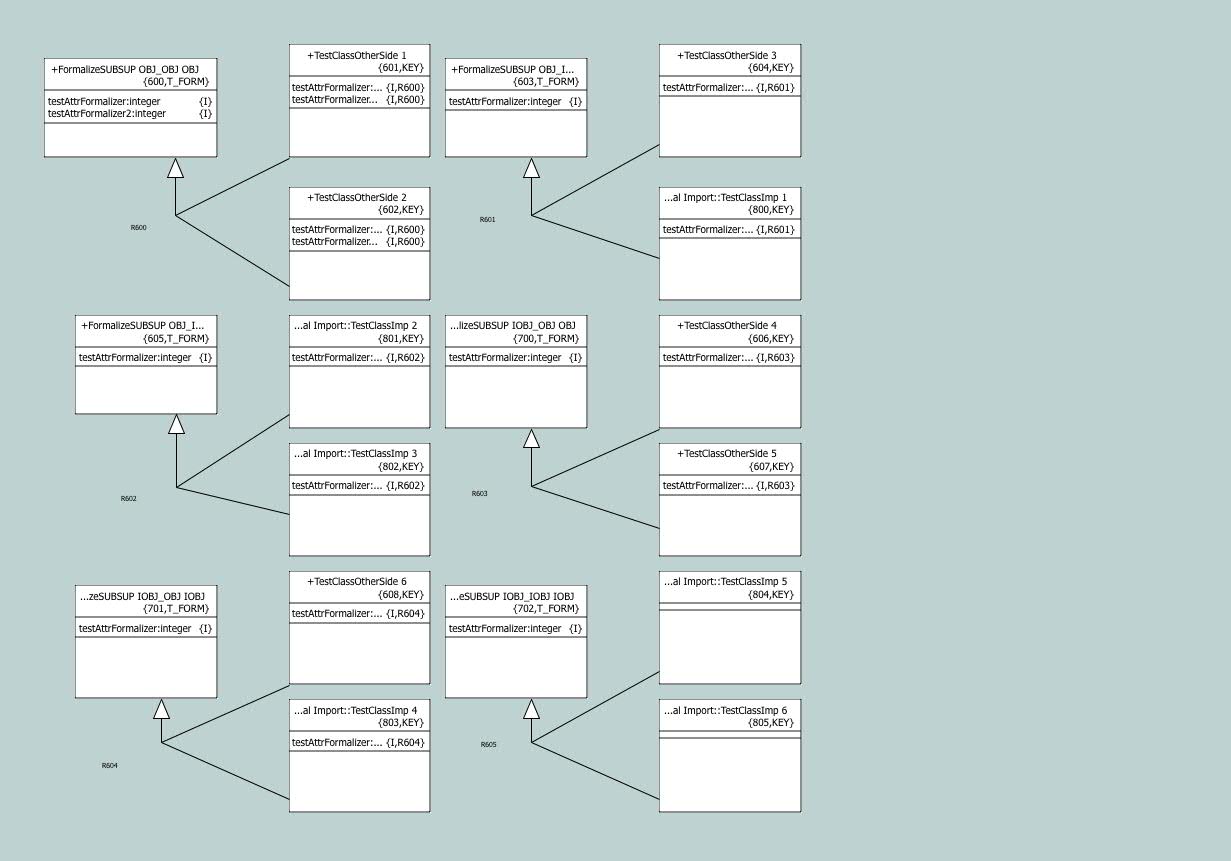 +FormalizeSUBSUP OBJ_OBJ OBJ
{600,T_FORM}
testAttrFormalizer:integer {I}
testAttrFormalizer2:integer {I}
R600
+TestClassOtherSide 1
{601,KEY}
testAttrFormalizer:... {I,R600}
testAttrFormalizer... {I,R600}
+TestClassOtherSide 2
{602,KEY}
testAttrFormalizer:... {I,R600}
testAttrFormalizer... {I,R600}
+FormalizeSUBSUP OBJ_I...
{603,T_FORM}
testAttrFormalizer:integer {I}
R601
+TestClassOtherSide 3
{604,KEY}
testAttrFormalizer:... {I,R601}
...al Import::TestClassImp 1
{800,KEY}
testAttrFormalizer:... {I,R601}
+FormalizeSUBSUP OBJ_I...
{605,T_FORM}
testAttrFormalizer:integer {I}
R602
...al Import::TestClassImp 2
{801,KEY}
testAttrFormalizer:... {I,R602}
...al Import::TestClassImp 3
{802,KEY}
testAttrFormalizer:... {I,R602}
...lizeSUBSUP IOBJ_OBJ OBJ
{700,T_FORM}
testAttrFormalizer:integer {I}
R603
+TestClassOtherSide 4
{606,KEY}
testAttrFormalizer:... {I,R603}
+TestClassOtherSide 5
{607,KEY}
testAttrFormalizer:... {I,R603}
...zeSUBSUP IOBJ_OBJ IOBJ
{701,T_FORM}
testAttrFormalizer:integer {I}
R604
+TestClassOtherSide 6
{608,KEY}
testAttrFormalizer:... {I,R604}
...al Import::TestClassImp 4
{803,KEY}
testAttrFormalizer:... {I,R604}
...eSUBSUP IOBJ_IOBJ IOBJ
{702,T_FORM}
testAttrFormalizer:integer {I}
R605
...al Import::TestClassImp 5
{804,KEY}
...al Import::TestClassImp 6
{805,KEY}